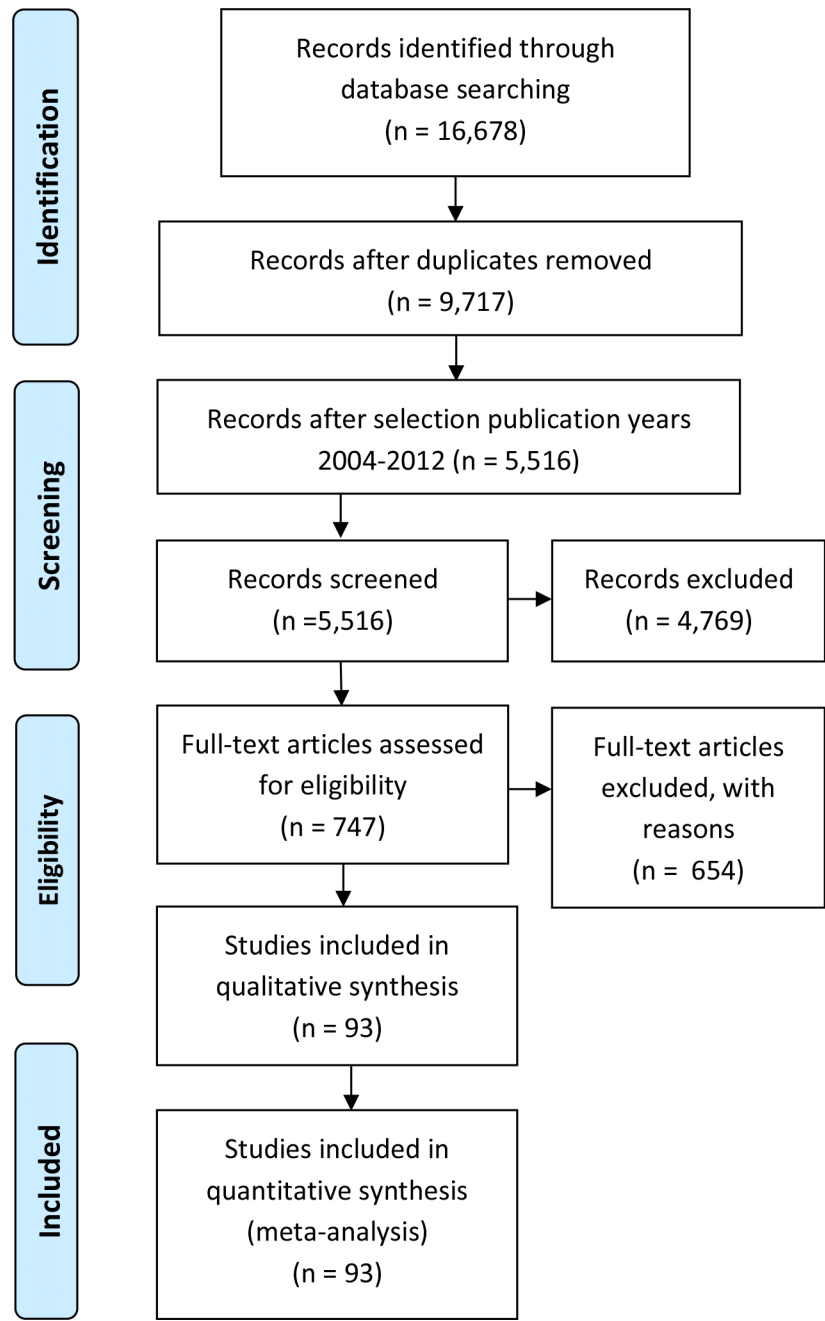 Identification
Records identified through
database searching
(n = 16,678)
Records after duplicates removed
(n = 9,717)
Screening
Records after selection publication years
2004-2012 (n = 5,516)
Records screened
(n =5,516)
Records excluded
(n = 4,769)
Eligibility
Full-text articles assessed
for eligibility
(n = 747)
Full-text articles
excluded, with
reasons
(n =  654)
Studies included in
qualitative synthesis
(n = 93)
Included
Studies included in
quantitative synthesis
(meta-analysis)
(n = 93)